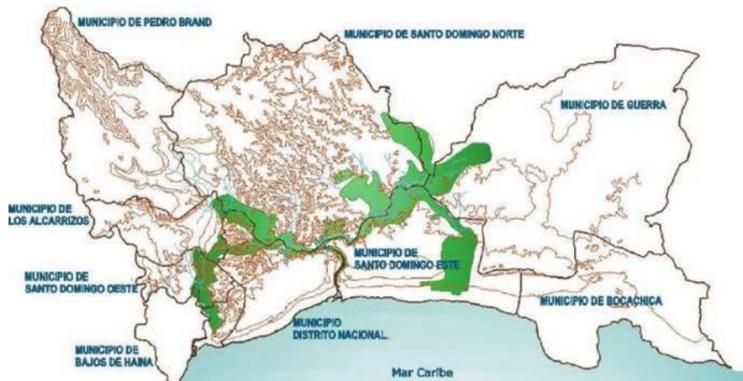 MUNICIPIO DE PEDRO BRAND
MUNICIPIO DE SANTO DOMINGO NORTE
MUNICIPIO DE GUERRA
MUNICIPIO DE
LOS ALCARRIZOS
MUNICIPIO DE
SANTO DOMINGO ESTE
MUNICIPIO DE
SANTO DOMINGO OESTE
MUNICIPIO DE BOCACHICA
MUNICIPIO
DISTRITO NACIONAL
MUNICIPIO DE
BAJOS DE HAINA
Mar Caribe